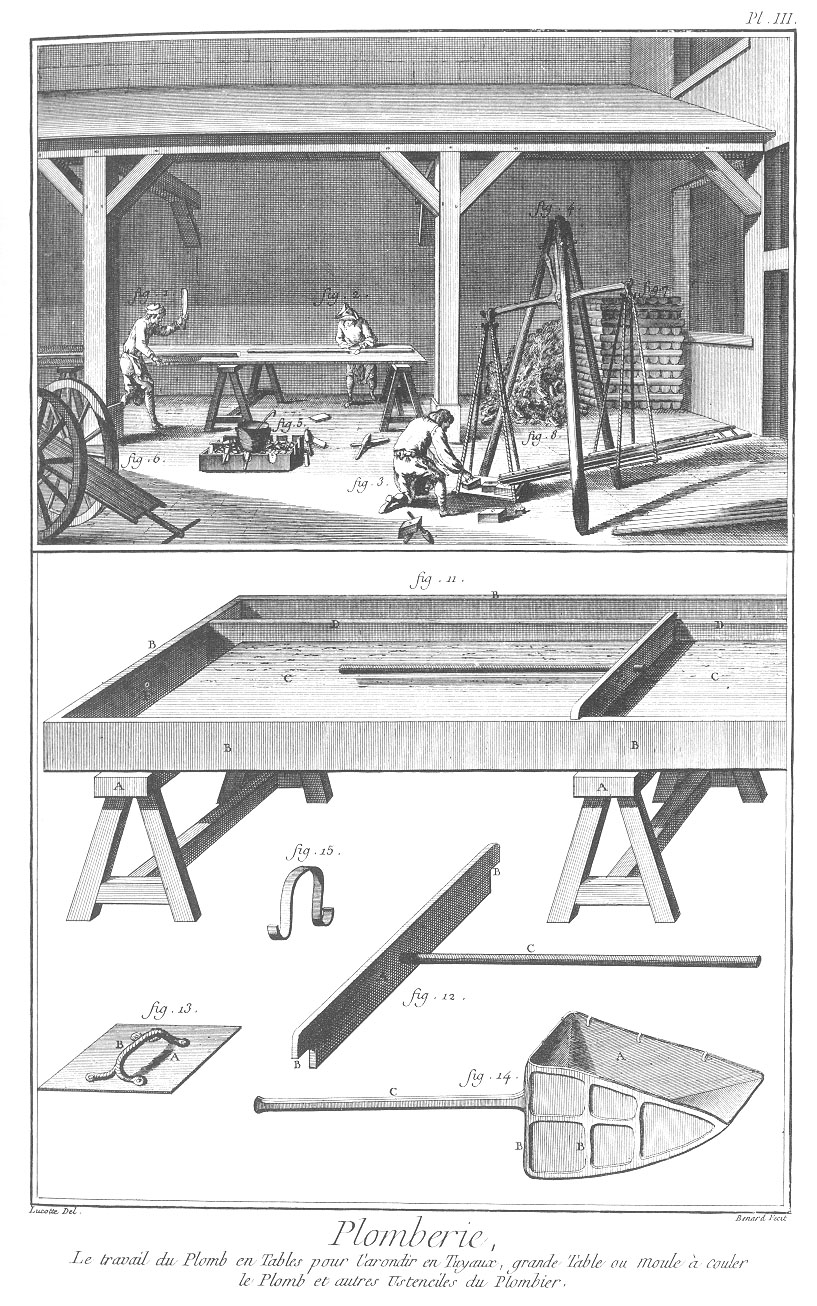 Pl. III.
fig. 4.
fig. 1.
fig. 2.
fig. 7.
fig. 5.
fig. 8.
fig. 6.
fig. 3.
fig. 11.
B
D
D
B
C
C
B
B
A
A
fig. 15.
B
C
A
fig. 12.
B
fig. 13.
B
A
fig. 14.
A
C
B
B
Lucotte Del.
Benard Fecit
Plomberie,
Le travail du Plomb en Tables pour l'arondir en Tuyaux, grande Table ou moule à couler
le Plomb et autres Ustenciles du Plombier.